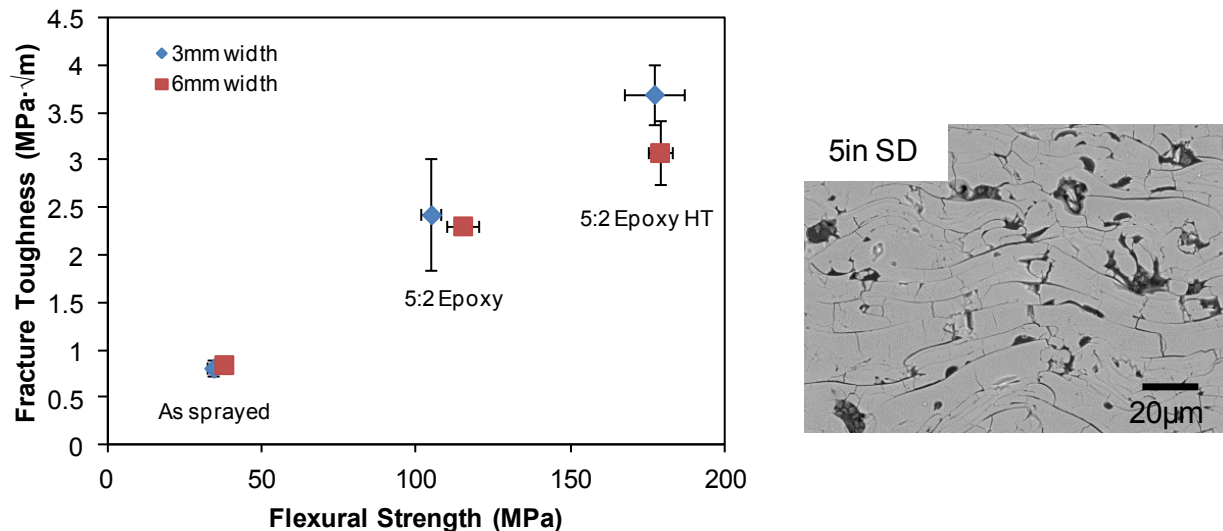 4.5
4
3.5
3
2.5
2
1.5
1
0.5
0
Fracture Toughness (MPa·√m)
3mm width
6mm width
As sprayed
5:2 Epoxy
5:2 Epoxy HT
0 50 100 150 200
Flexural Strength (MPa)
5in SD
20µm